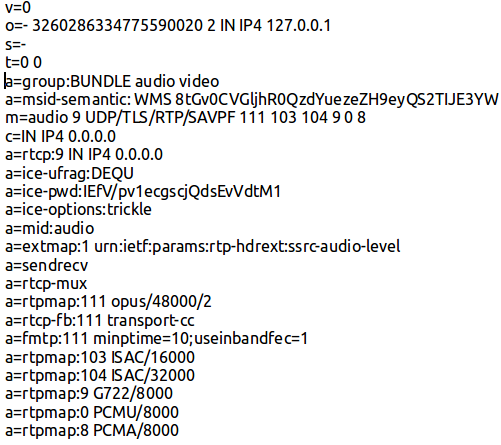 v=0
o=- 3260286334775590020 2 IN IP4 127.0.0.1
s=-
t=0 0
a=group:BUNDLE audio video
a=msid-semantic: WMS 8tGv0CVGljhR0QzdYuezeZH9eyQS2TIJE3YW
m=audio 9 UDP/TLS/RTP/SAVPF 111 103 104 9 0 8
c=IN IP4 0.0.0.0
a=rtcp:9 IN IP4 0.0.0.0
a=ice-ufrag:DEQU
a=ice-pwd:IEfV/pv1ecgscjQdsEvVdtM1
a=ice-options:trickle
a=mid:audio
a=extmap:1 urn:ietf:params:rtp-hdrext:ssrc-audio-level
a=sendrecv
a=rtcp-mux
a=rtpmap:111 opus/48000/2
a=rtcp-fb:111 transport-cc
a=fmtp:111 minptime=10;useinbandfec=1
a=rtpmap:103 ISAC/16000
a=rtpmap:104 ISAC/32000
a=rtpmap:9 G722/8000
a=rtpmap:0 PCMU/8000
a=rtpmap:8 PCMA/8000